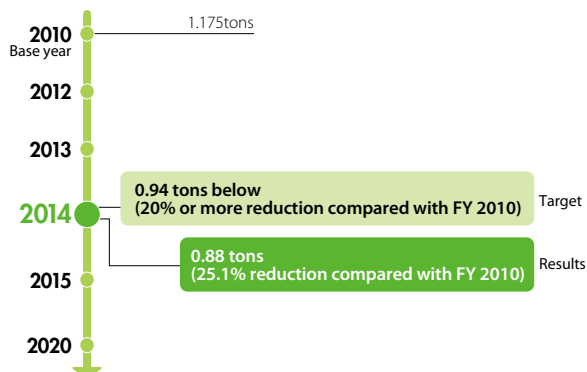 2010
1.175tons
Base year
2012
2013
0.94 tons below
(20% or more reduction compared with FY 2010)
Target
2014
0.88 tons
(25.1% reduction compared with FY 2010)
Results
2015
2020